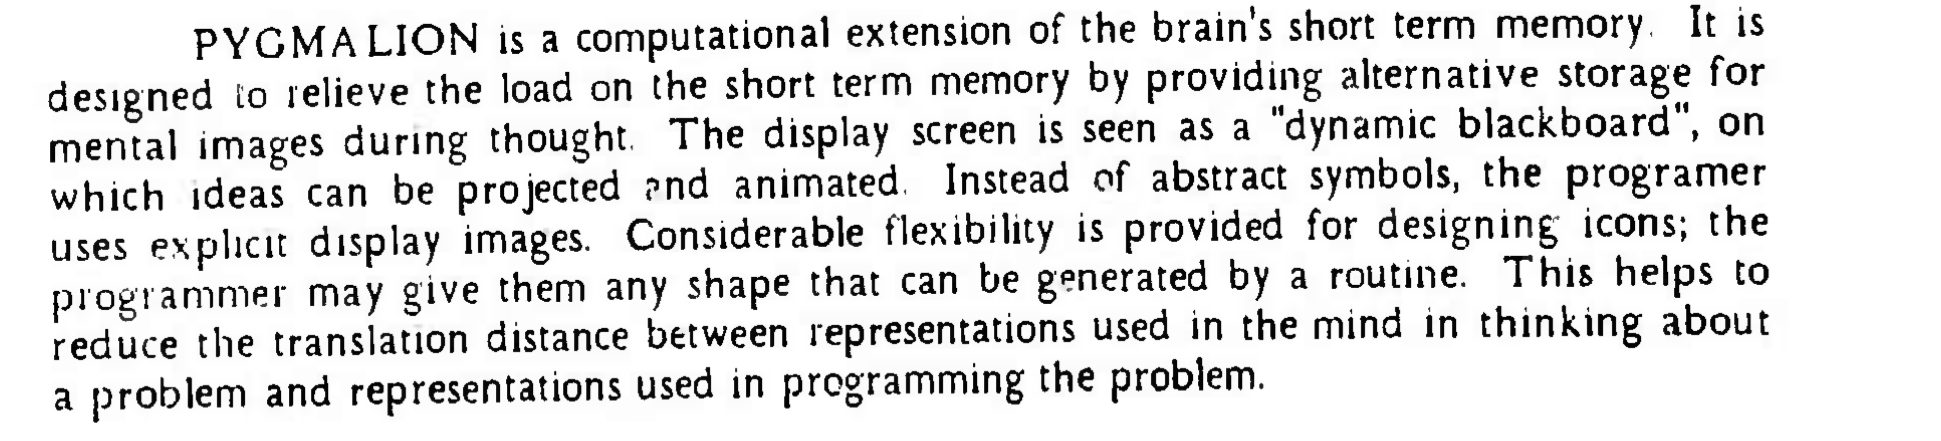 PYGMALION is a computational extension of the brain's short term memory. It is
designed to relieve the load on the short term memory by providing alternative storage for
mental images during thought. The display screen is seen as a "dynamic blackboard", on
which ideas can be projected and animated. Instead of abstract symbols, the programer
uses explicit display images. Considerable flexibility is provided for designing icons; the
programmer may give them any shape that can be generated by a routine. This helps to
reduce the translation distance between representations used in the mind in thinking about
a problem and representations used in programming the problem.